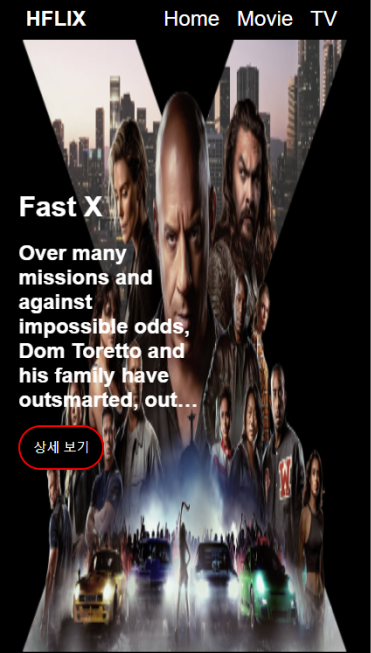 HFLIX Home Movie TV
Fast X
Over many
missions and
against
impossible odds,
Dom Toretto and
his family have
outsmarted, out…
상세 보기
W